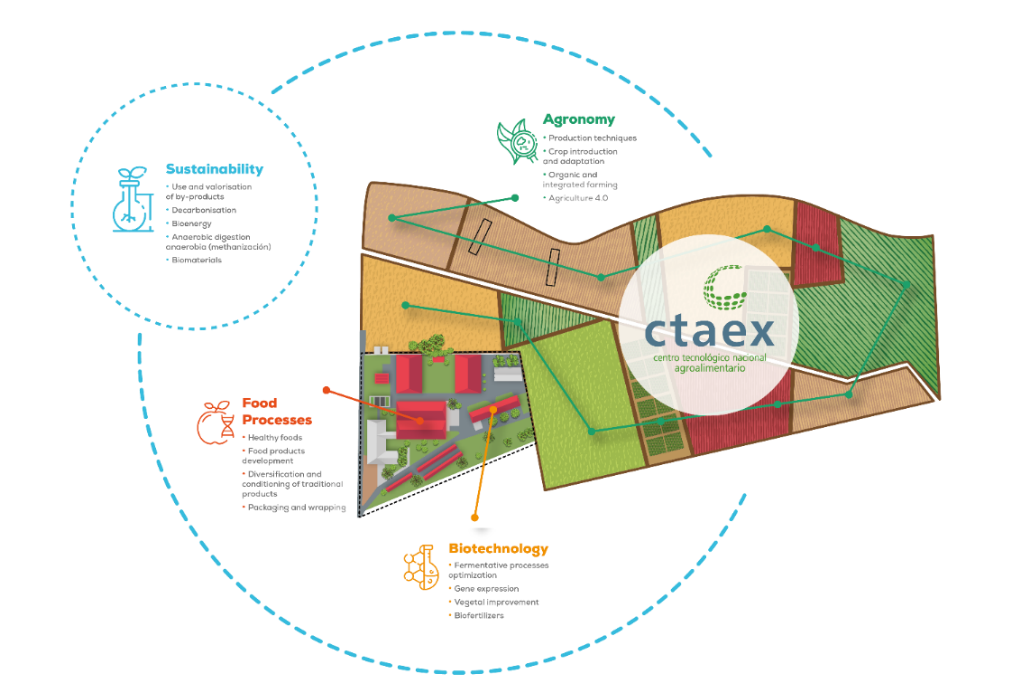 Agronomy
• Production techniques
• Crop introduction
and adaptation
• Organic and
integrated farming
• Agriculture 4.0
Sustainability
• Use and valorisation
of by-products
• Decarbonisation
• Bioenergy
• Anaerobic digestion
anaerobia (methanización)
• Biomaterials
ctaex
centro tecnológico nacional
agroalimentario
Food
Processes
• Healthy foods
• Food products
development
• Diversification and
conditioning of traditional
products
• Packaging and wrapping
Biotechnology
• Fermentative processes
optimization
• Gene expression
• Vegetal improvement
• Biofertilizers